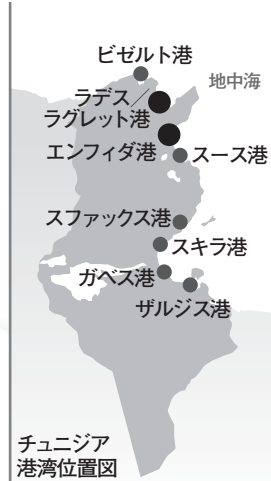 ビゼルト港
地中海
ラデス／
ラグレット港
エンフィダ港
スース港
スファックス港
スキラ港
ガベス港
ザルジス港
チュニジア
港湾位置図